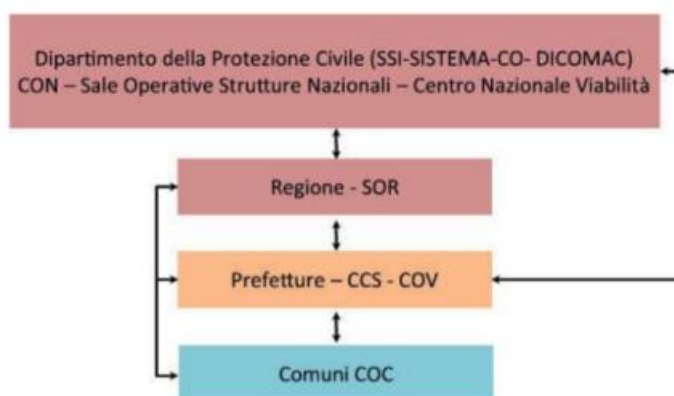 Dipartimento della Protezione Civile (SSI-SISTEMA-CO- DICOMAC)
CON – Sale Operative Strutture Nazionali – Centro Nazionale Viabilità
Regione - SOR
Prefetture – CCS - COV
Comuni COC